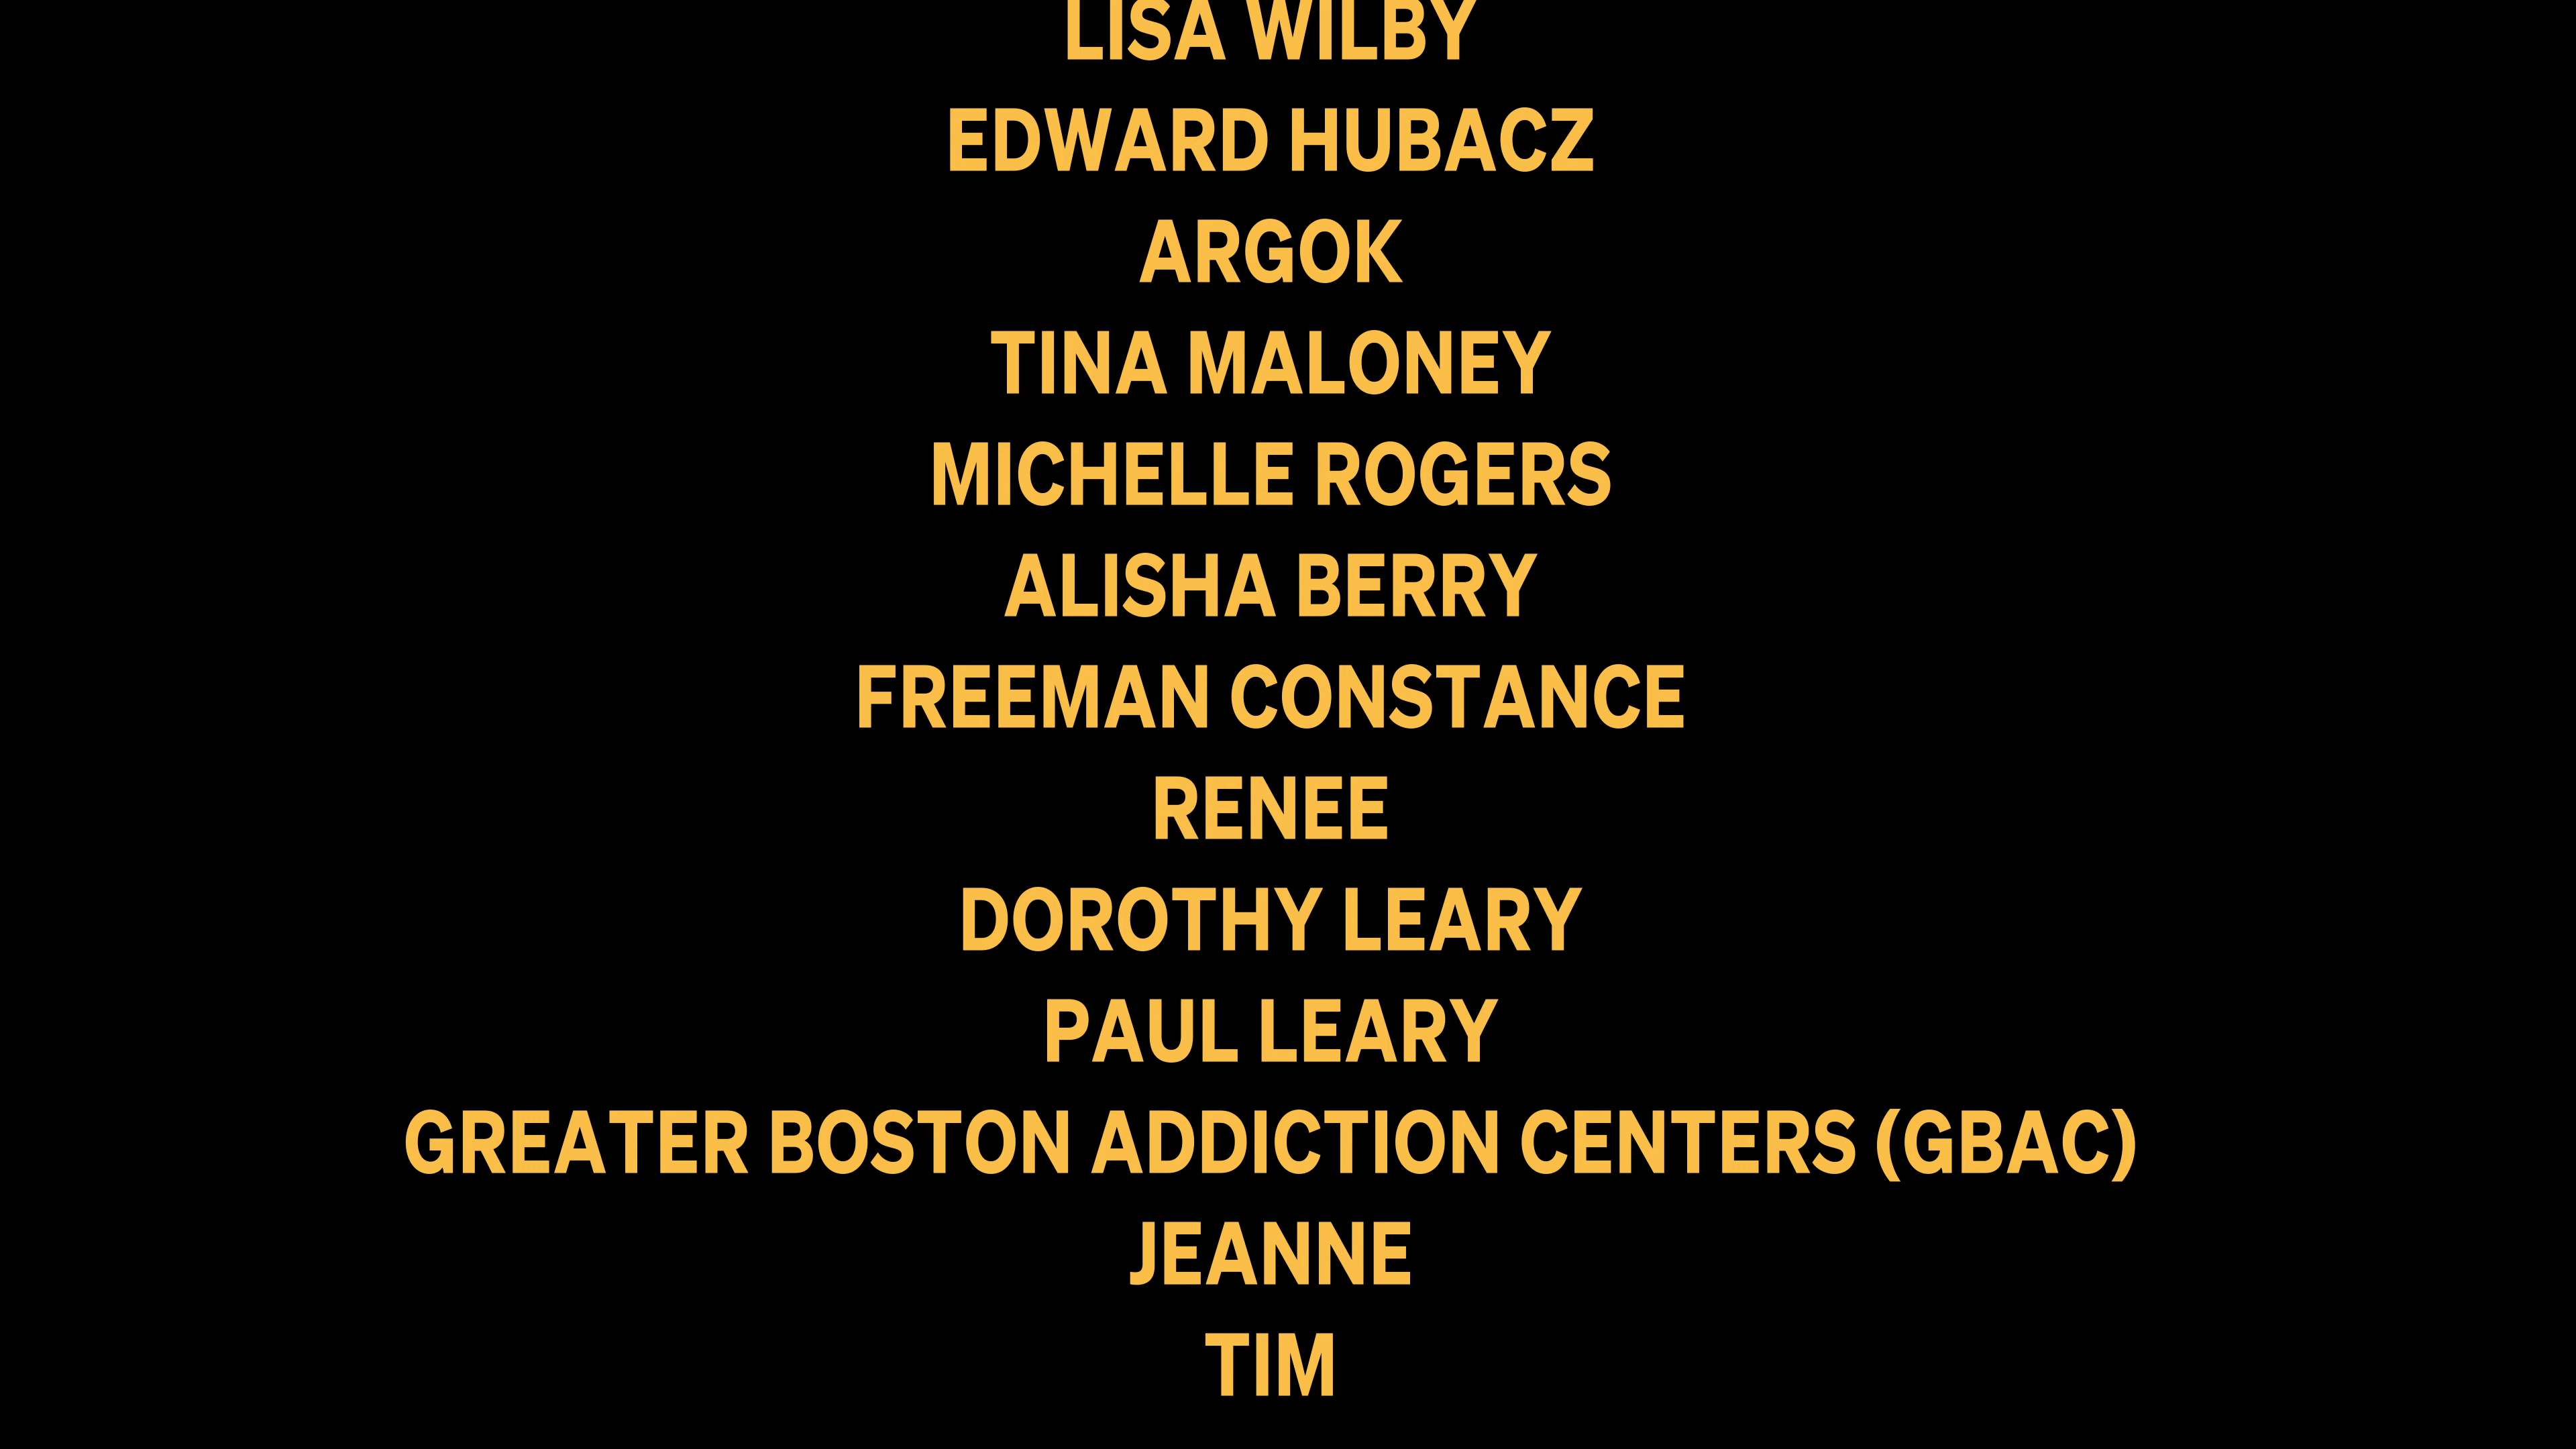 LISA WILBY
EDWARD HUBACZ
ARGOK
TINA MALONEY
MICHELLE ROGERS
ALISHA BERRY
FREEMAN CONSTANCE
RENEE
DOROTHY LEARY
PAUL LEARY
GREATER BOSTON ADDICTION CENTERS (GBAC)
JEANNE
TIM